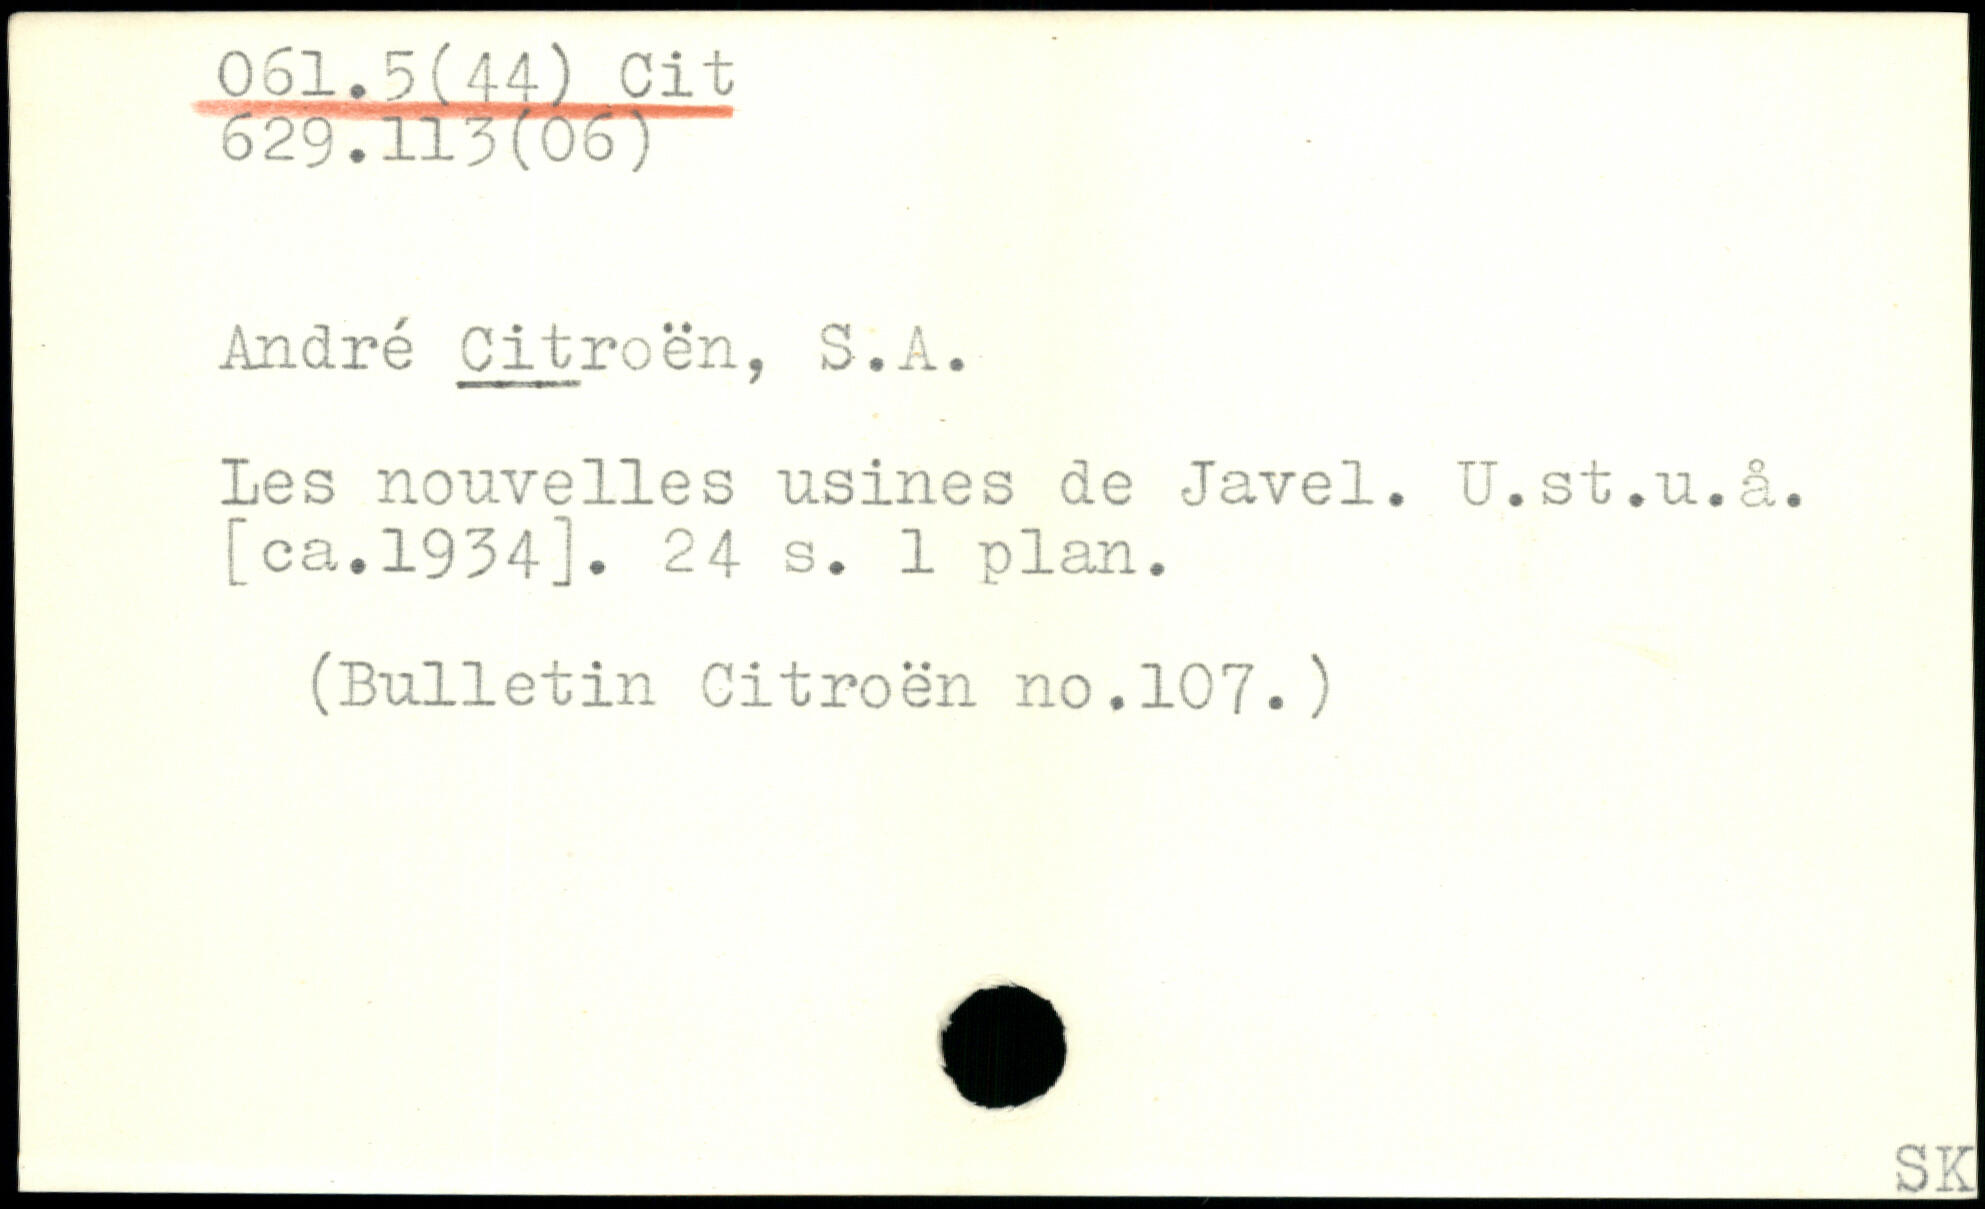 061.5(44) Cit
629.113(06)
André Citroën, S.A.
Les nouvelles usines de Javel. U.st.u.å.
[ca.1934]. 24 s. 1 plan.
(Bulletin Citroën no.107.)
SK